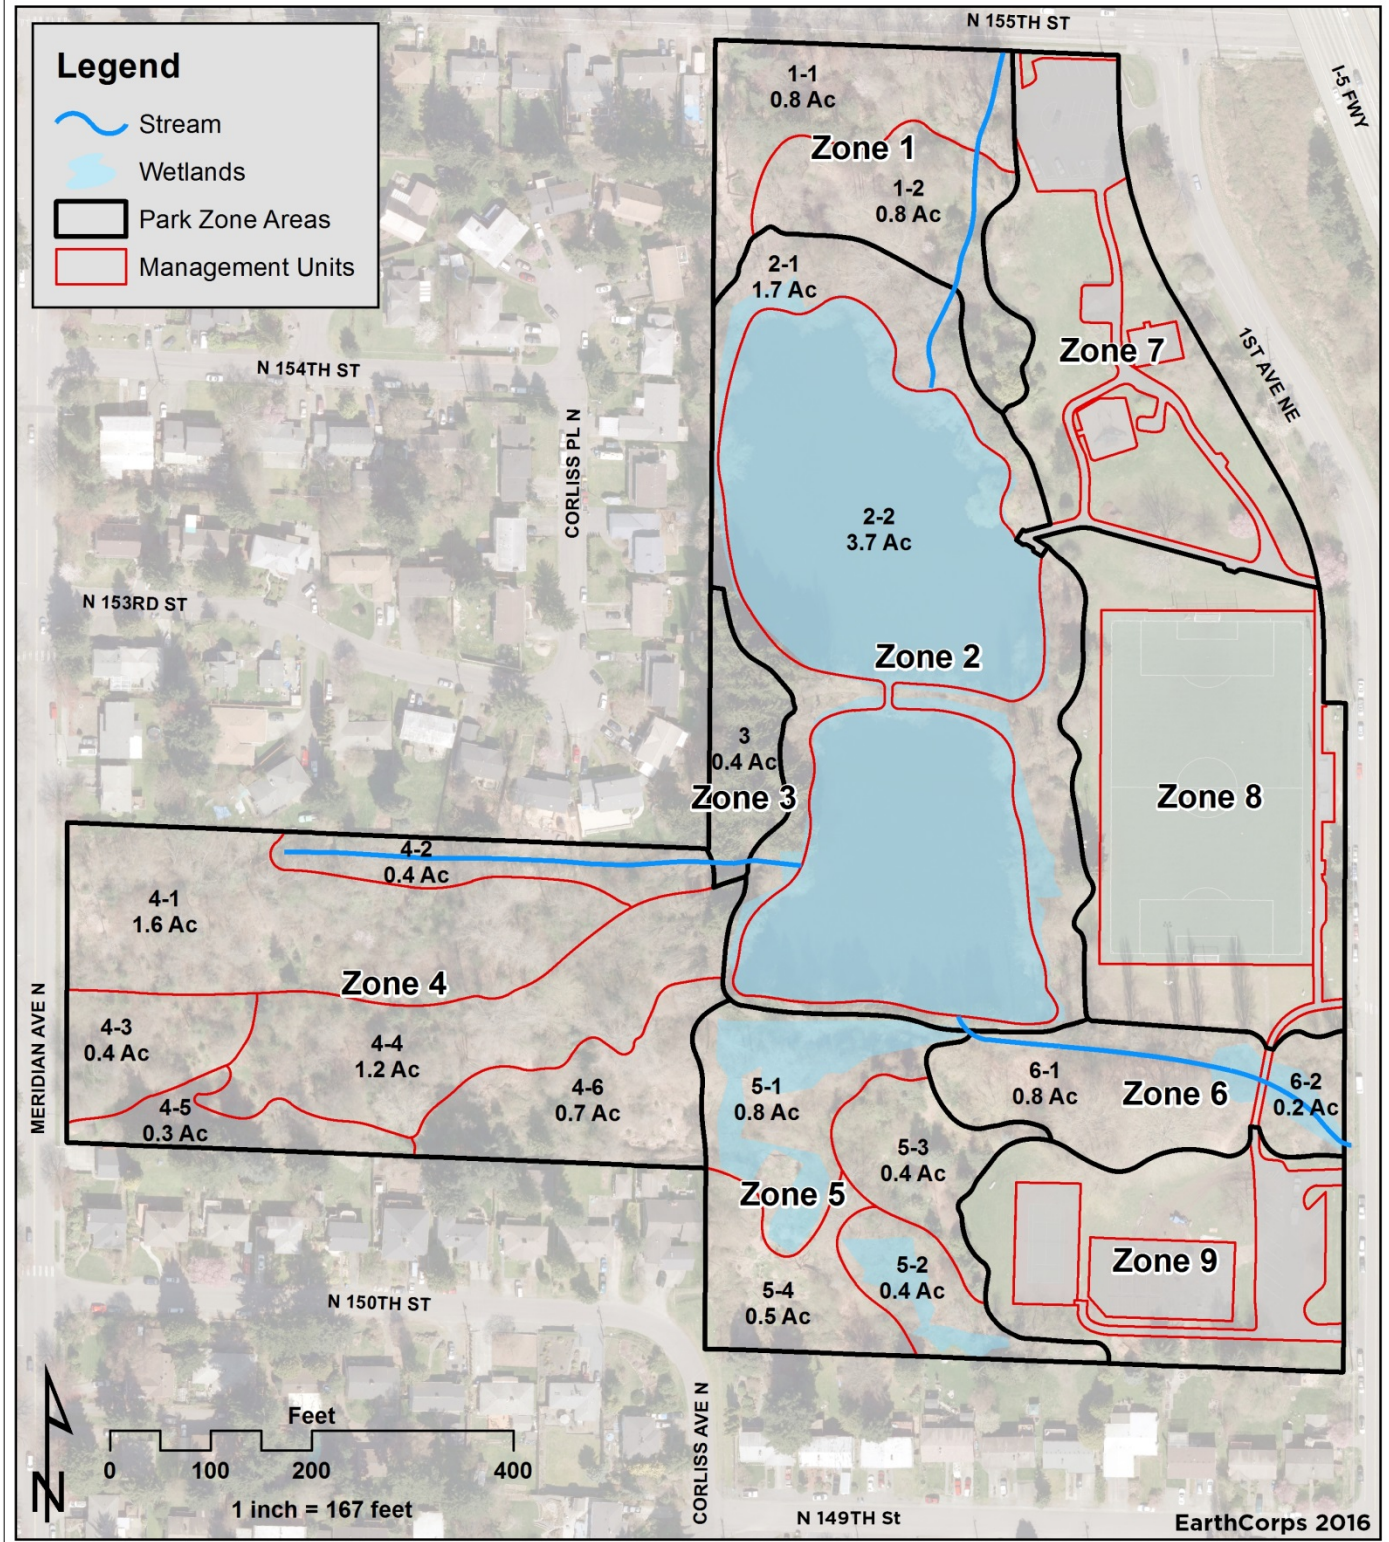 N 155TH ST
I-5 FWY
Legend
Stream
Wetlands
Park Zone Areas
Management Units
1-1
0.8 Ac
Zone 1
1-2
0.8 Ac
2-1
1.7 Ac
Zone 7
1ST AVE NE
N 154TH ST
CORLISS PL N
2-2
3.7 Ac
N 153RD ST
Zone 2
3
0.4 Ac
Zone 3
Zone 8
4-2
0.4 Ac
4-1
1.6 Ac
Zone 4
MERIDIAN AVE N
4-3
0.4 Ac
4-4
1.2 Ac
4-5
0.3 Ac
4-6
0.7 Ac
5-1
0.8 Ac
6-1
0.8 Ac
Zone 6
6-2
0.2 Ac
5-3
0.4 Ac
Zone 5
5-2
0.4 Ac
5-4
0.5 Ac
Zone 9
N 150TH ST
CORLISS AVE N
N
Feet
0 100 200 400
1 inch = 167 feet
N 149TH St
EarthCorps 2016